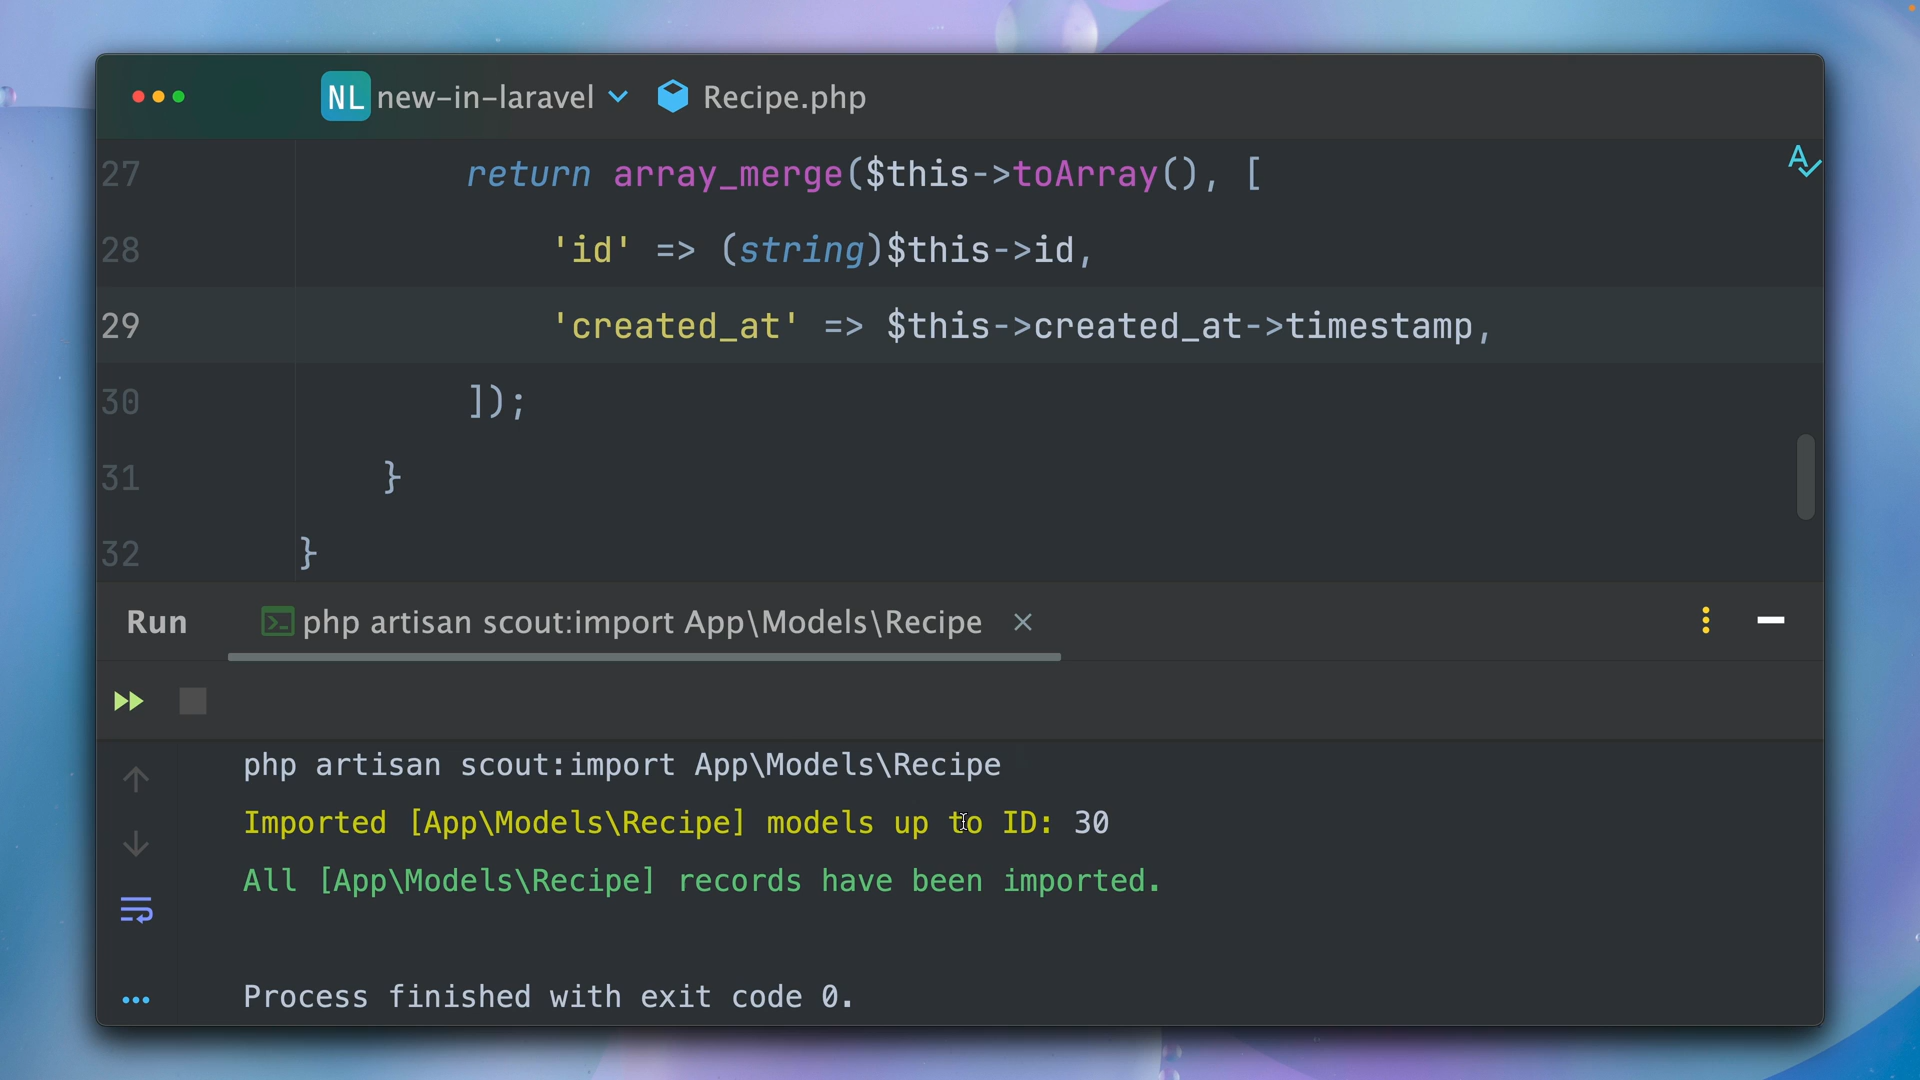 NL new-in-laravel Recipe.php
27 return array_merge($this->toArray(), [
28 'id' => (string)$this->id,
29 'created_at' => $this->created_at->timestamp,
30 ]);
31 }
32 }
Run php artisan scout:import App\Models\Recipe
php artisan scout:import App\Models\Recipe
Imported [App\Models\Recipe] models up to ID: 30
All [App\Models\Recipe] records have been imported.
Process finished with exit code 0.